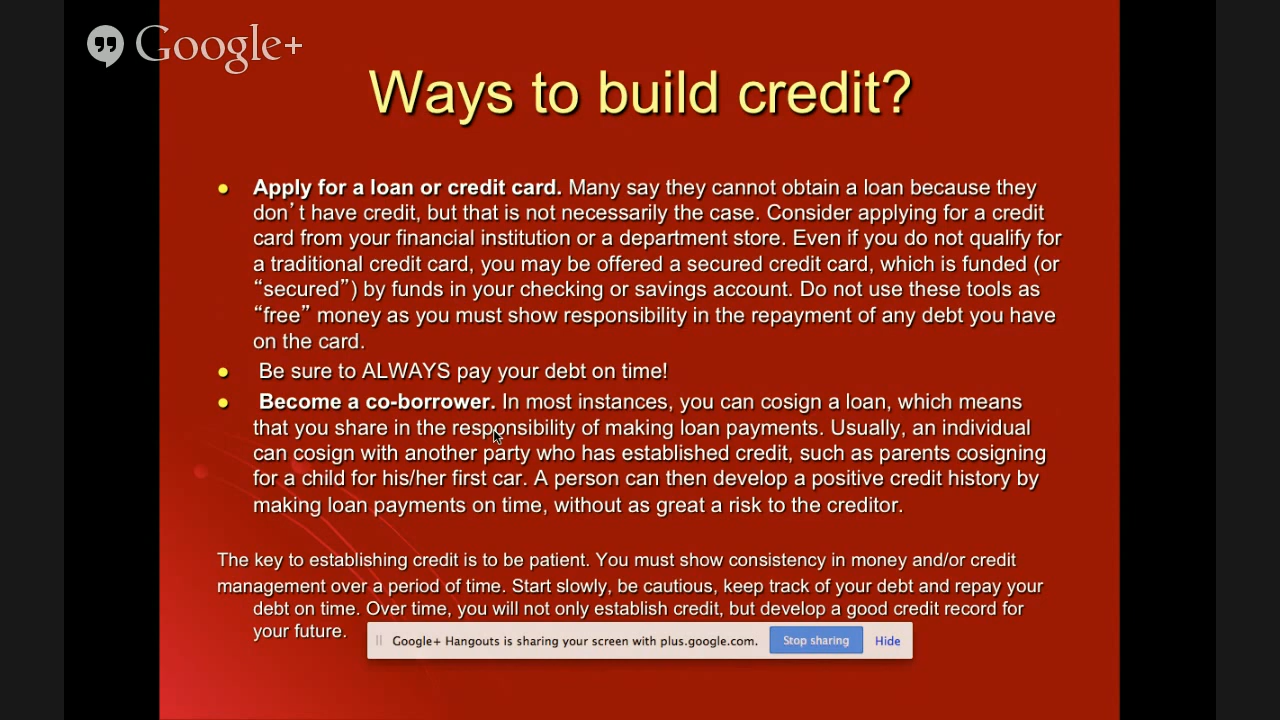 Google+
Ways to build credit?
Apply for a loan or credit card. Many say they cannot obtain a loan because they
don’t have credit, but that is not necessarily the case. Consider applying for a credit
card from your financial institution or a department store. Even if you do not qualify for
a traditional credit card, you may be offered a secured credit card, which is funded (or
“secured”) by funds in your checking or savings account. Do not use these tools as
“free” money as you must show responsibility in the repayment of any debt you have
on the card.
Be sure to ALWAYS pay your debt on time!
Become a co-borrower. In most instances, you can cosign a loan, which means
that you share in the responsibility of making loan payments. Usually, an individual
can cosign with another party who has established credit, such as parents cosigning
for a child for his/her first car. A person can then develop a positive credit history by
making loan payments on time, without as great a risk to the creditor.
The key to establishing credit is to be patient. You must show consistency in money and/or credit
management over a period of time. Start slowly, be cautious, keep track of your debt and repay your
debt on time. Over time, you will not only establish credit, but develop a good credit record for
your future.
Google+ Hangouts is sharing your screen with plus.google.com. Stop sharing Hide